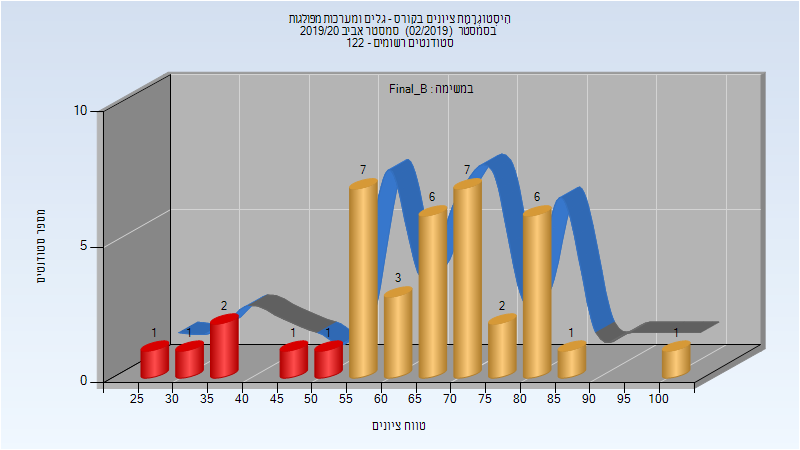 היסטוגרמת ציונים בקורס - גלים ומערכות מפולגות
בסמסטר (02/2019) סמסטר אביב 2019/20
סטודנטים רשומים - 122
במשימה : Final_B
10
5
0
מספר סטודנטים
1
1
2
1
1
7
3
6
7
2
6
1
1
25 30 35 40 45 50 55 60 65 70 75 80 85 90 95 100
טווח ציונים